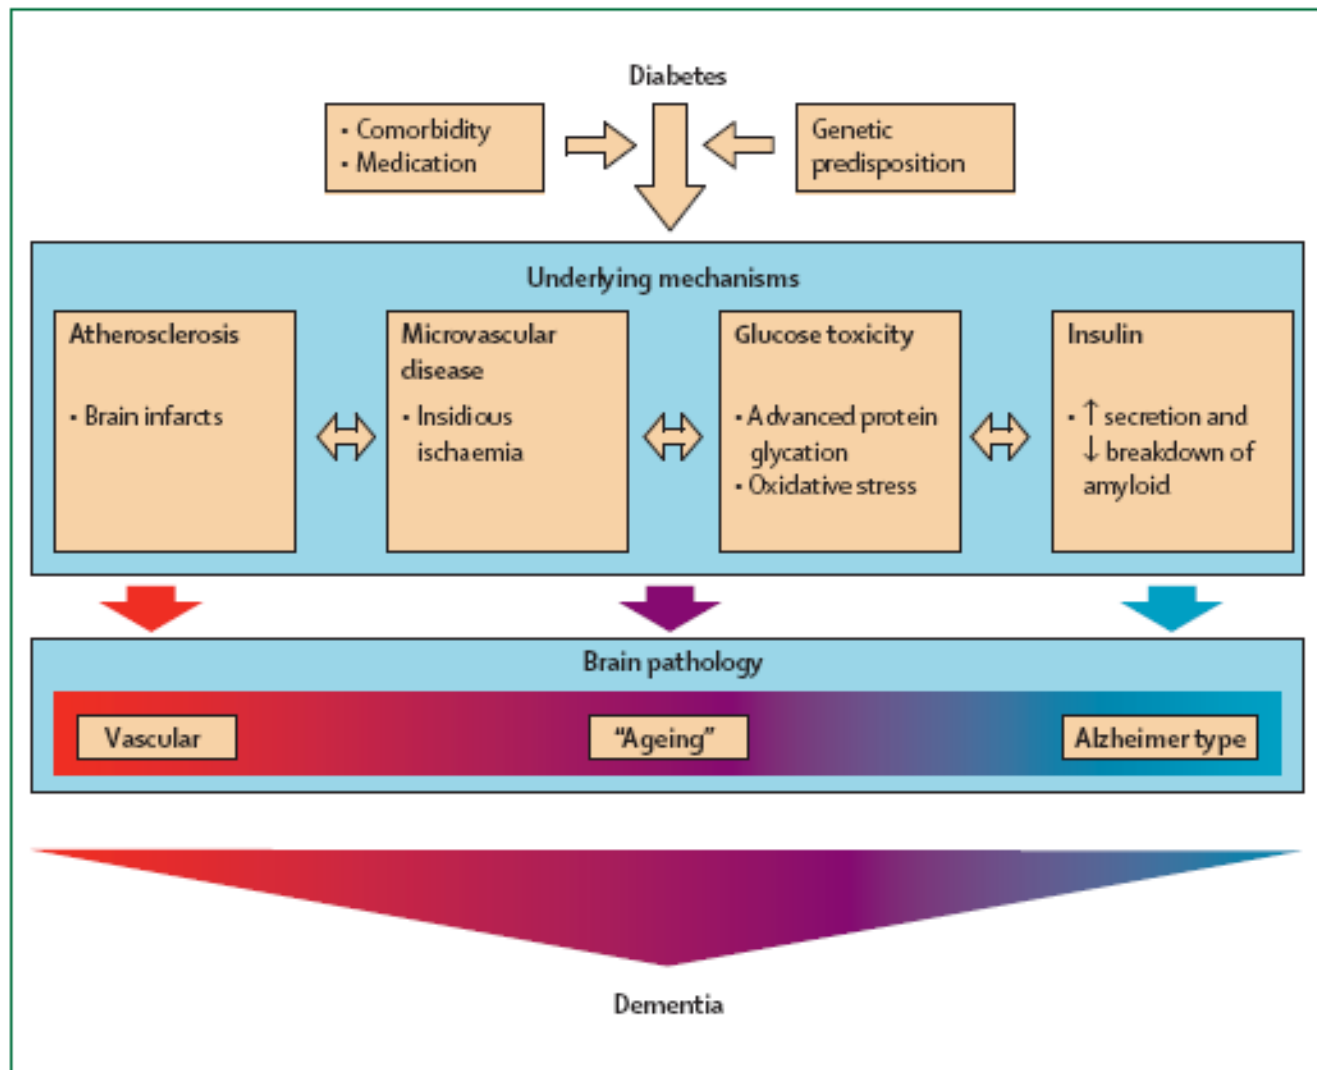 Diabetes
• Comorbidity
• Medication
Genetic
predisposition
Underlying mechanisms
Atherosclerosis
• Brain infarcts
Microvascular
disease
• Insidious
ischaemia
Glucose toxicity
• Advanced protein
glycation
• Oxidative stress
Insulin
• ↑ secretion and
↓ breakdown of
amyloid
Brain pathology
Vascular
"Ageing"
Alzheimer type
Dementia